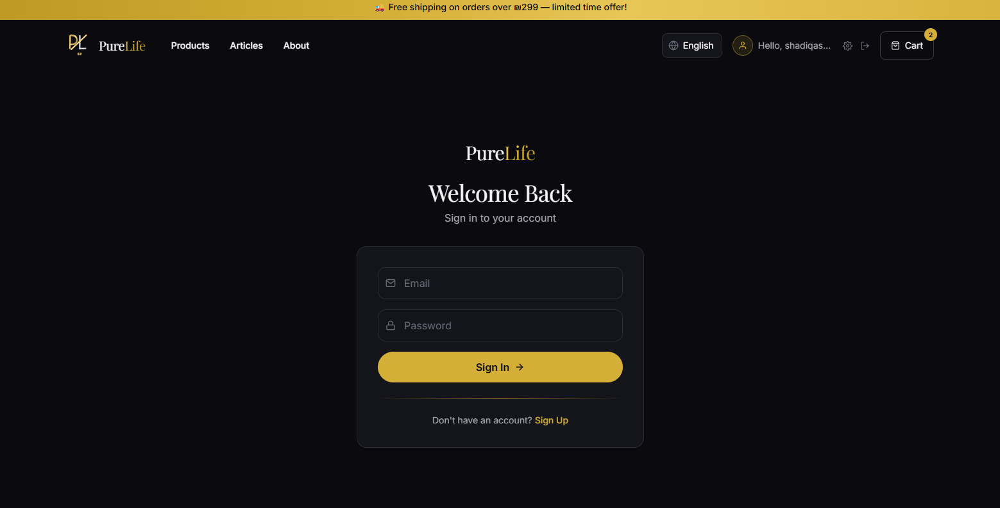 🚚 Free shipping on orders over ₪299 — limited time offer!
PL PureLife Products Articles About English Hello, shadiqas... Cart 2
PureLife
Welcome Back
Sign in to your account
Email
Password
Sign In →
Don't have an account? Sign Up